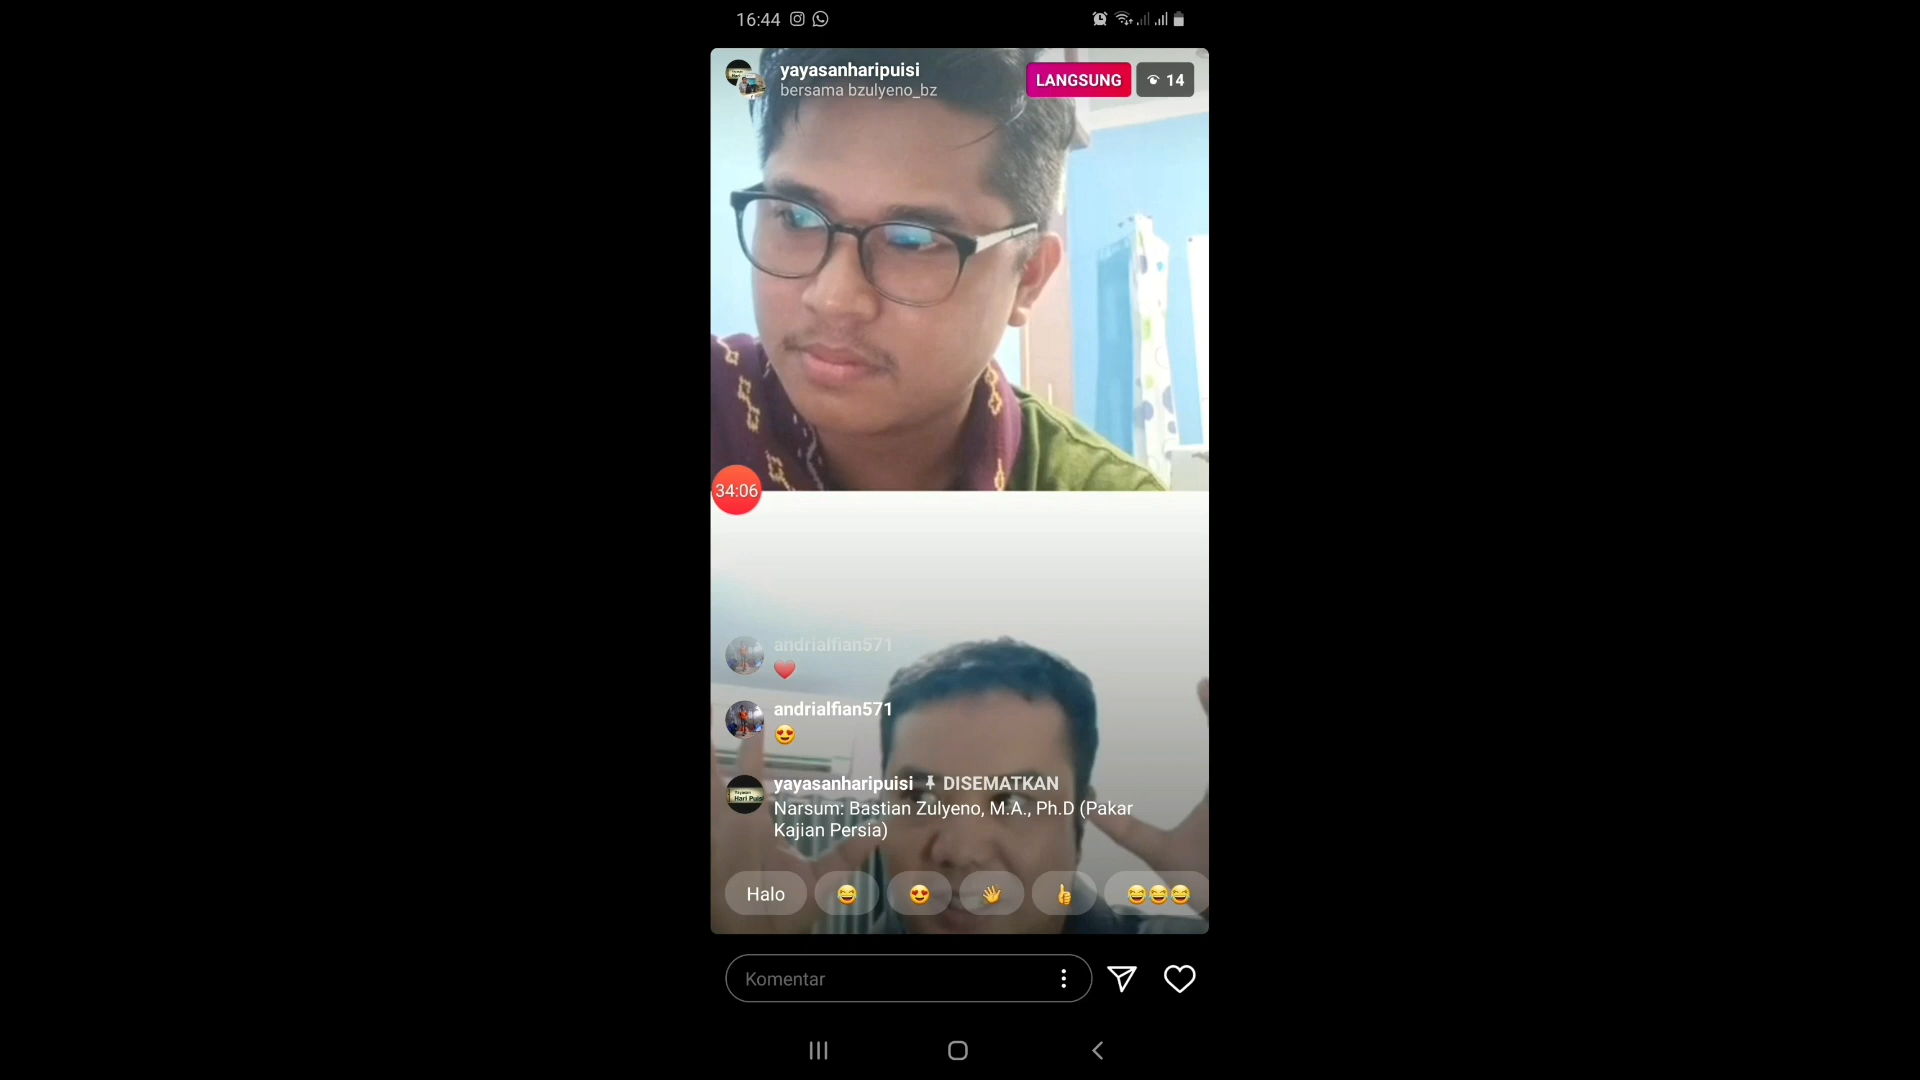 16:44
yayasanharipuisi
bersama bzulyeno_bz
LANGSUNG
14
34:06
andrialfian571
❤️
andrialfian571
😍
yayasanharipuisi DISEMATKAN
Narsum: Bastian Zulyeno, M.A., Ph.D (Pakar
Kajian Persia)
Halo 😂 😍 👋 👍 😂😂😂
Komentar